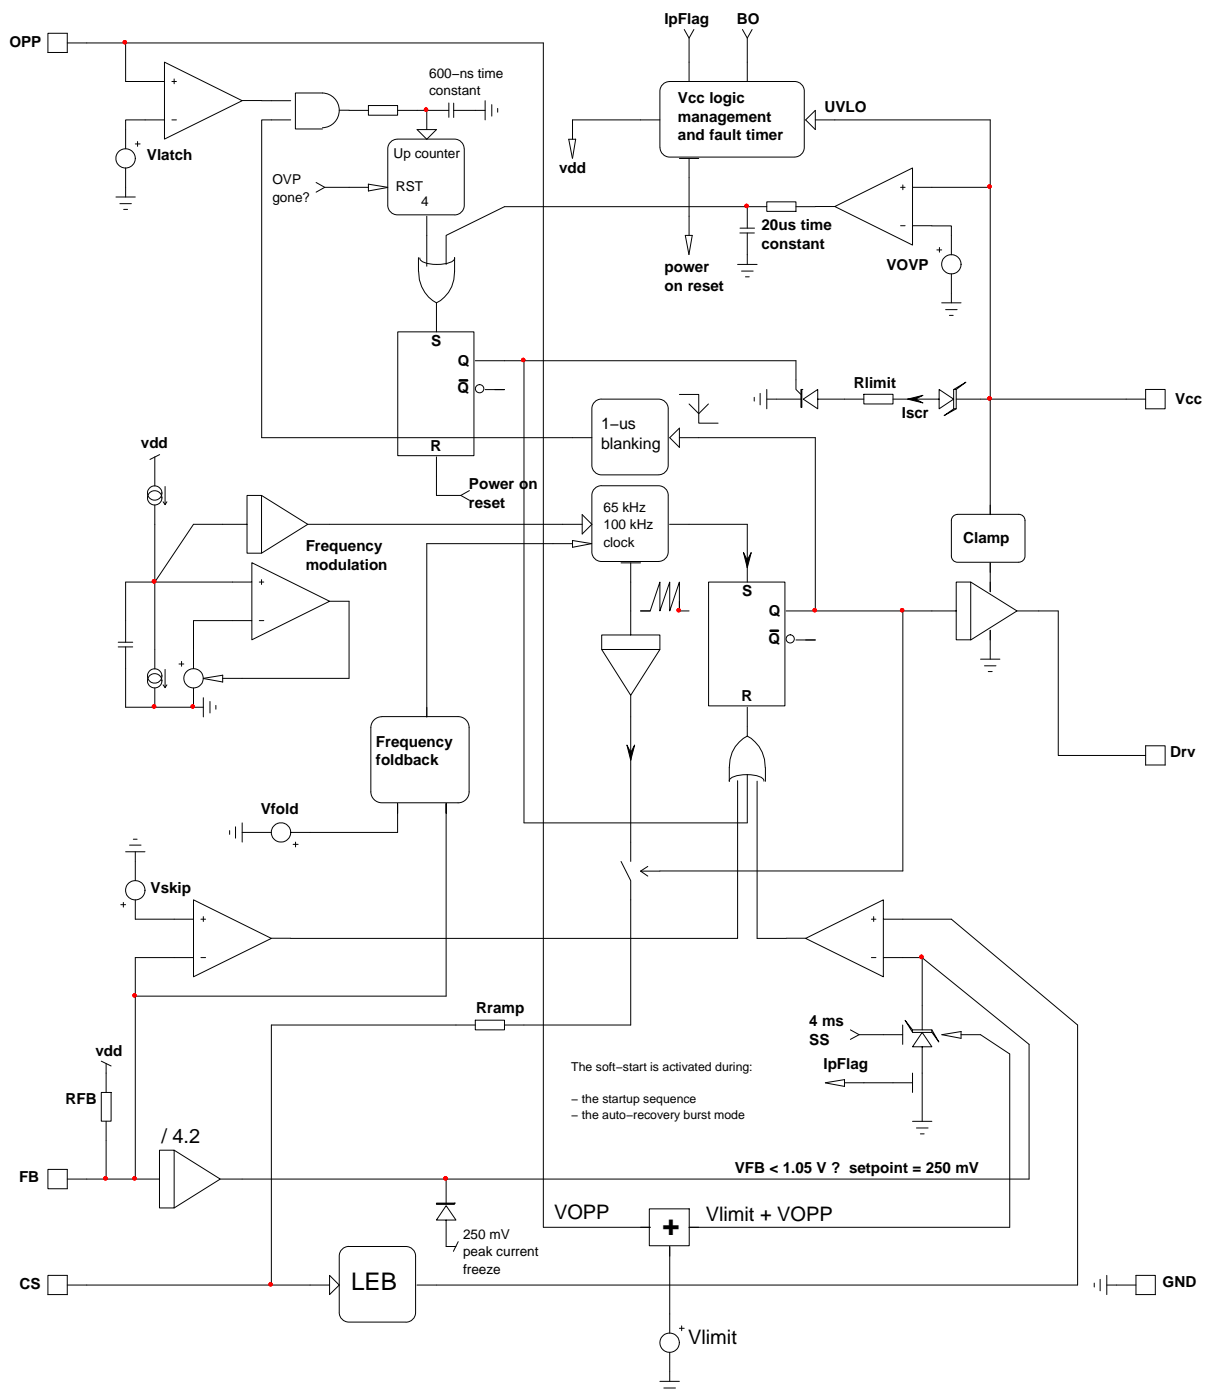 IpFlag
BO
OPP
600−ns time
constant
Vcc logic
management
and fault timer
UVLO
+
−
+
Vlatch
Up counter
RST
4
OVP
gone?
vdd
+
−
20us time
constant
+
VOVP
power
on reset
S
Q
Q
R
Rlimit
Iscr
Vcc
1−us
blanking
vdd
Power on
reset
65 kHz
100 kHz
clock
Frequency
modulation
Clamp
+
−
+
S
Q
Q
R
Frequency
foldback
Drv
Vfold
+
Vskip
+
+
−
+
−
Rramp
4 ms
SS
vdd
RFB
The soft−start is activated during:
− the startup sequence
− the auto−recovery burst mode
IpFlag
/ 4.2
FB
VFB < 1.05 V ? setpoint = 250 mV
VOPP
+
Vlimit + VOPP
250 mV
peak current
freeze
CS
LEB
GND
+
Vlimit